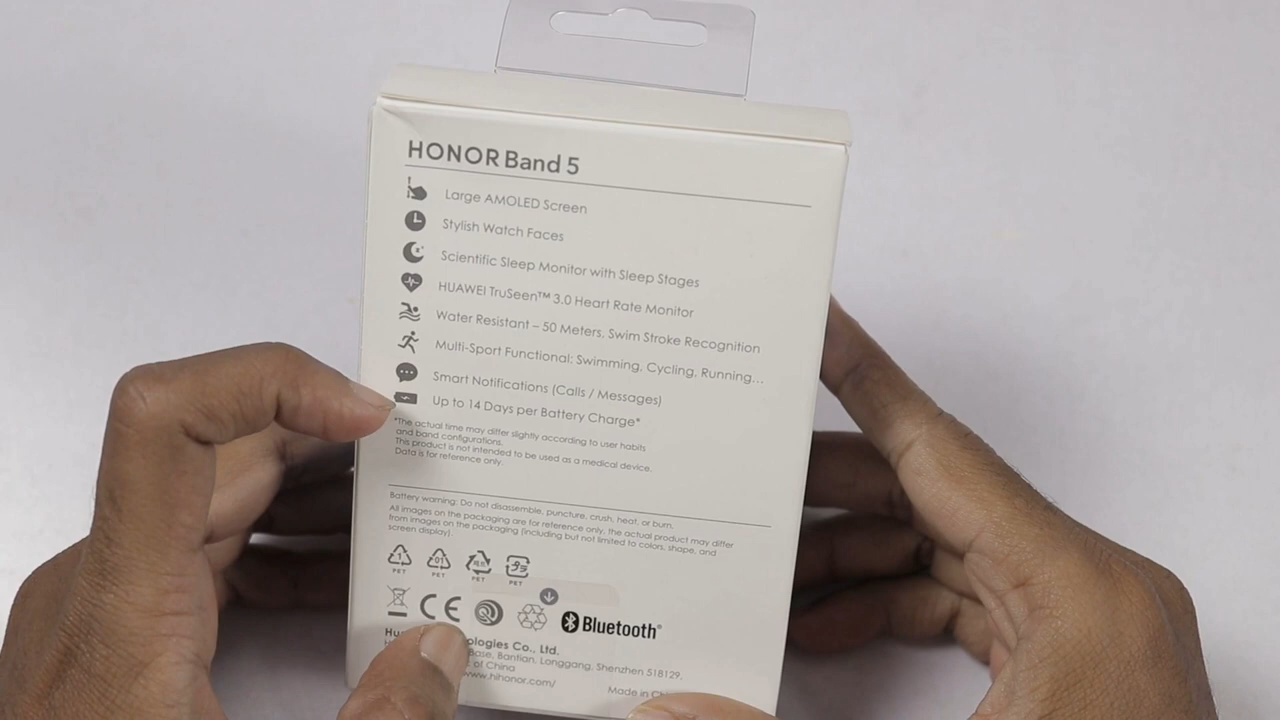 HONOR Band 5
Large AMOLED Screen
Stylish Watch Faces
Scientific Sleep Monitor with Sleep Stages
HUAWEI TruSeen™ 3.0 Heart Rate Monitor
Water Resistant – 50 Meters, Swim Stroke Recognition
Multi-Sport Functional: Swimming, Cycling, Running...
Smart Notifications (Calls / Messages)
Up to 14 Days per Battery Charge*
*The actual time may differ slightly according to user habits
and band configurations.
This product is not intended to be used as a medical device.
Data is for reference only.
Battery warning: Do not disassemble, puncture, crush, heat, or burn.
All images on the packaging are for reference only, the actual product may differ
from images on the packaging (including but not limited to colors, shape, and
screen display).
1 01
PET PET PET PET
CE Bluetooth®
Co., Ltd.
Base, Bantian, Longgang, Shenzhen 518129,
of China
www.hihonor.com/
Made in